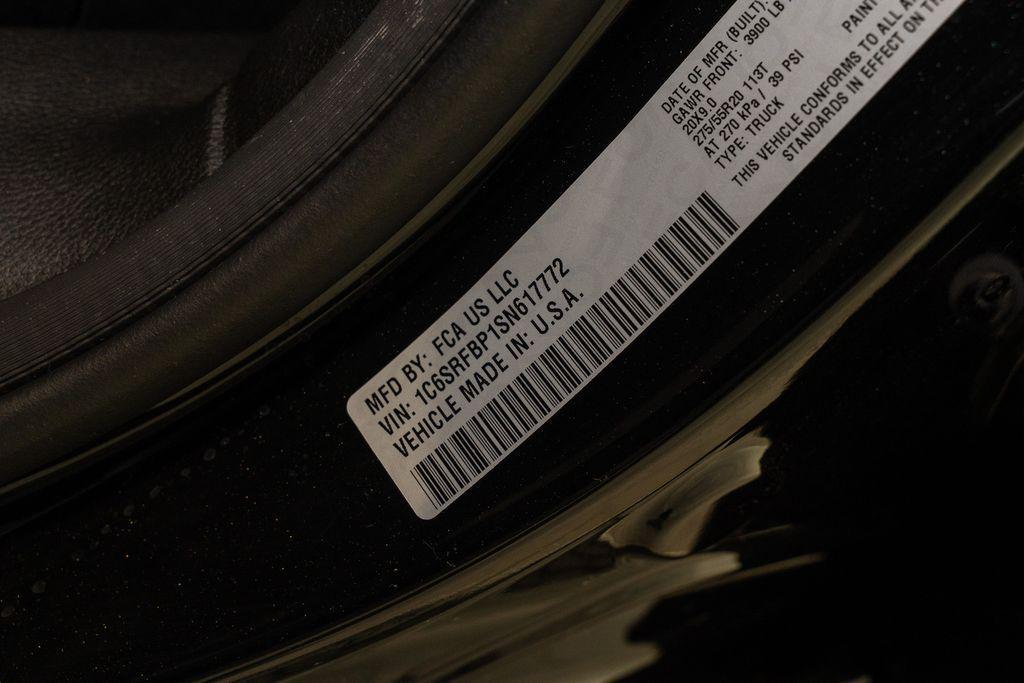 MFD BY: FCA US LLC
VIN: 1C6SRFBP1SN617772
VEHICLE MADE IN: U.S.A.
DATE OF MFR (BUILT):
GAWR FRONT: 3900 LB
20X9.0
275/55R20 113T
AT 270 kPa / 39 PSI
TYPE: TRUCK
PAINT
THIS VEHICLE CONFORMS TO ALL
STANDARDS IN EFFECT ON